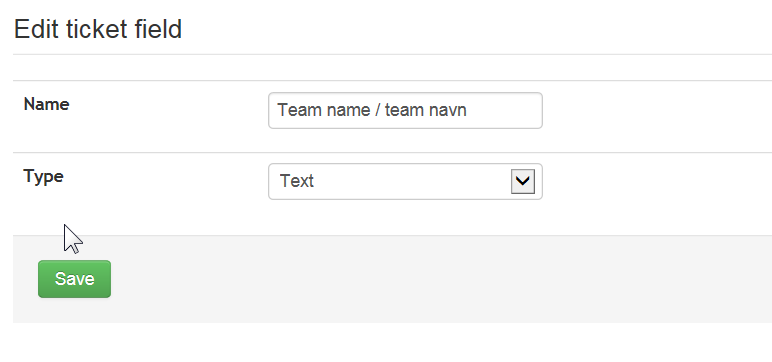 Edit ticket field
Name
Team name / team navn
Type
Text
Save